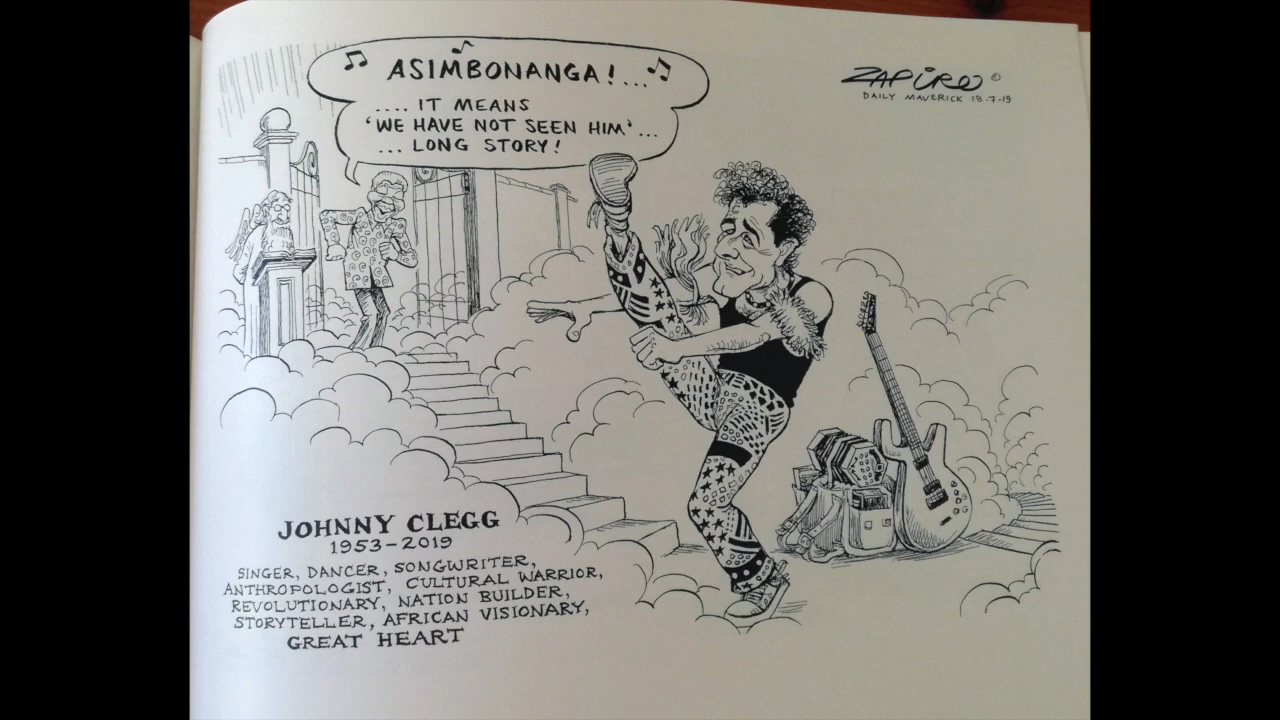 ASIMBONANGA!...
.... IT MEANS
'WE HAVE NOT SEEN HIM'...
... LONG STORY!
ZAPIRO ©
DAILY MAVERICK 18-7-19
JOHNNY CLEGG
1953-2019
SINGER, DANCER, SONGWRITER,
ANTHROPOLOGIST, CULTURAL WARRIOR,
REVOLUTIONARY, NATION BUILDER,
STORYTELLER, AFRICAN VISIONARY,
GREAT HEART